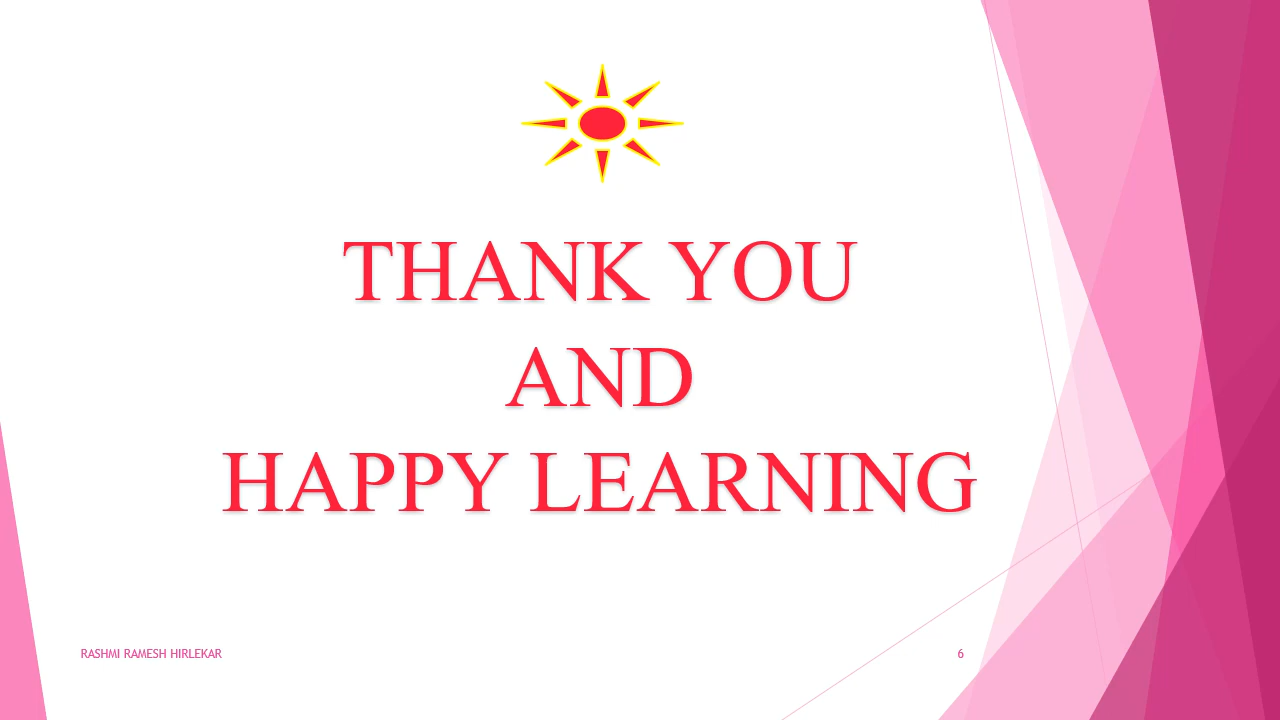 THANK YOU
AND
HAPPY LEARNING
RASHMI RAMESH HIRLEKAR
6